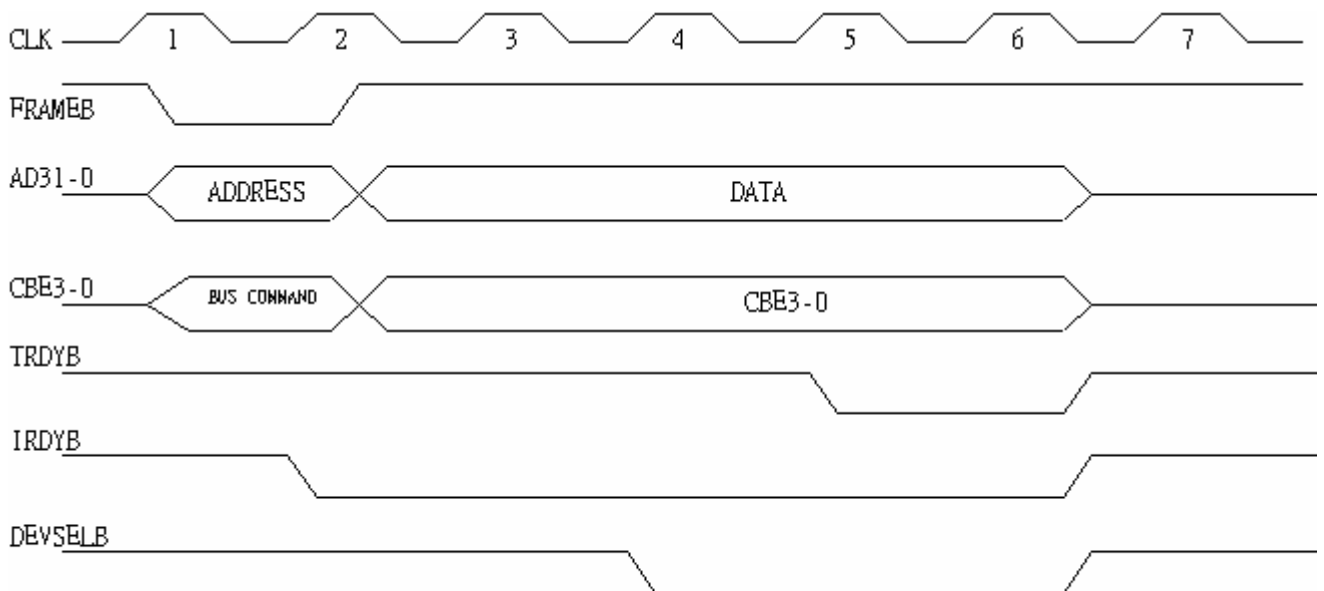 CLK 1 2 3 4 5 6 7
FRAMEB
AD31-0 ADDRESS DATA
CBE3-0 BUS COMMAND CBE3-0
TRDYB
IRDYB
DEVSELB